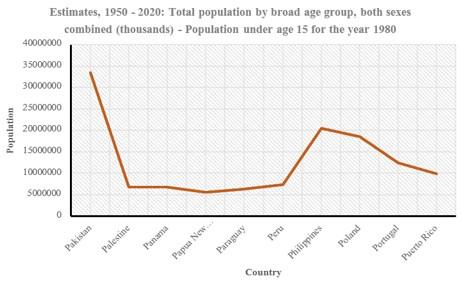 Estimates, 1950 - 2020: Total population by broad age group, both sexes
combined (thousands) - Population under age 15 for the year 1980
40000000
35000000
30000000
25000000
20000000
15000000
10000000
5000000
0
Population
Pakistan
Palestine
Panama
Papua New…
Paraguay
Peru
Philippines
Poland
Portugal
Puerto Rico
Country